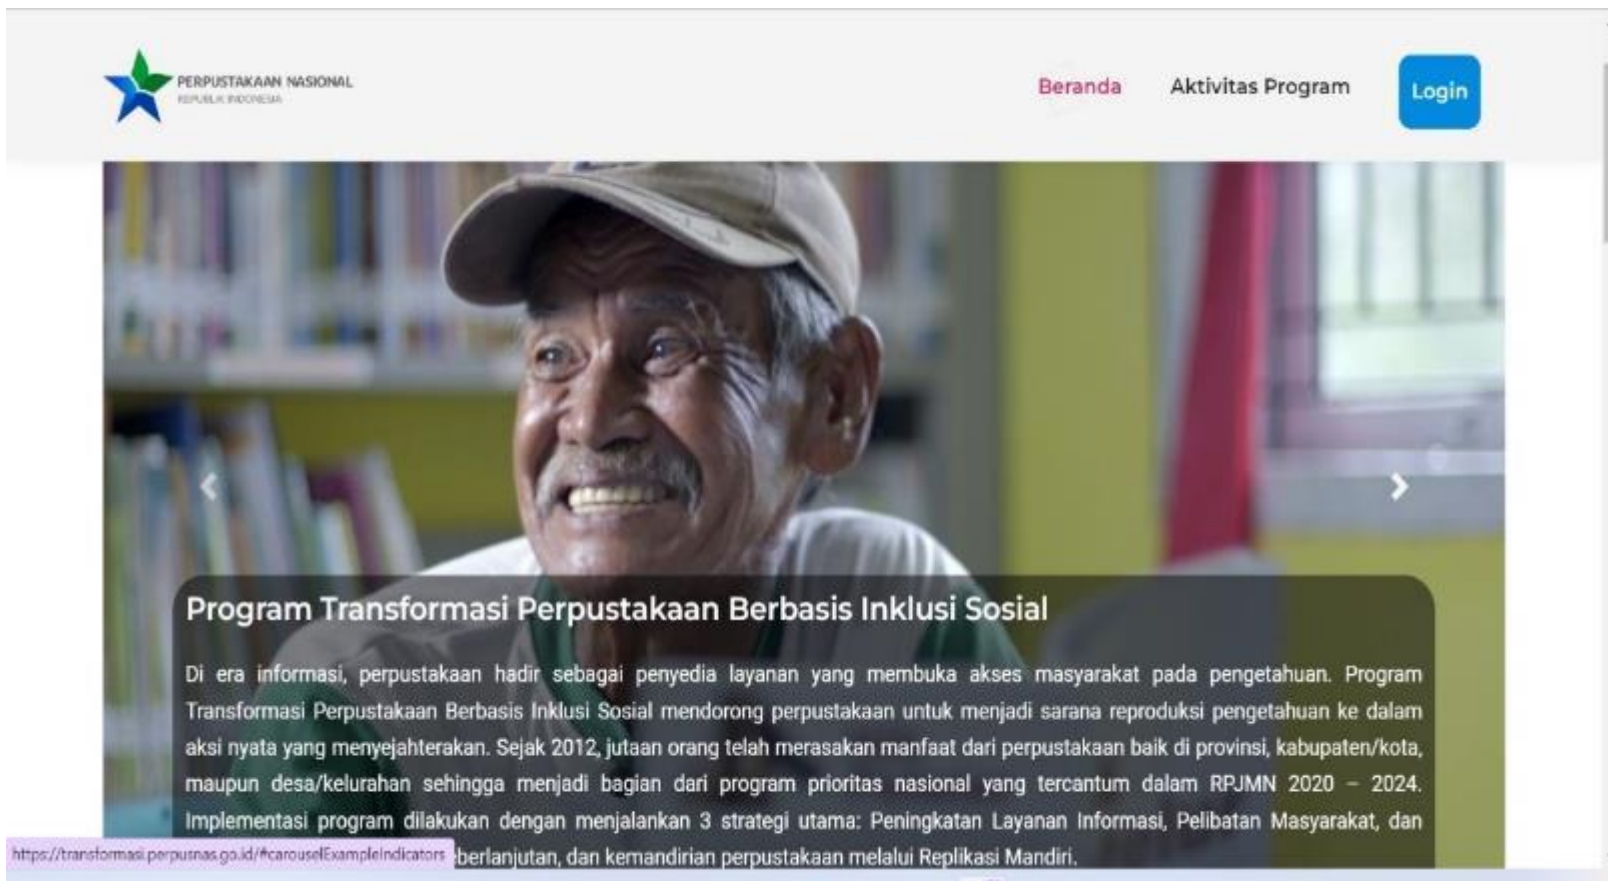 PERPUSTAKAAN NASIONAL
REPUBLIK INDONESIA
Beranda
Aktivitas Program
Login
Program Transformasi Perpustakaan Berbasis Inklusi Sosial
Di era informasi, perpustakaan hadir sebagai penyedia layanan yang membuka akses masyarakat pada pengetahuan. Program
Transformasi Perpustakaan Berbasis Inklusi Sosial mendorong perpustakaan untuk menjadi sarana reproduksi pengetahuan ke dalam
aksi nyata yang menyejahterakan. Sejak 2012, jutaan orang telah merasakan manfaat dari perpustakaan baik di provinsi, kabupaten/kota,
maupun desa/kelurahan sehingga menjadi bagian dari program prioritas nasional yang tercantum dalam RPJMN 2020 – 2024.
Implementasi program dilakukan dengan menjalankan 3 strategi utama: Peningkatan Layanan Informasi, Pelibatan Masyarakat, dan
eberlanjutan, dan kemandirian perpustakaan melalui Replikasi Mandiri.
https://transformasi.perpusnas.go.id/#carouselExampleIndicators